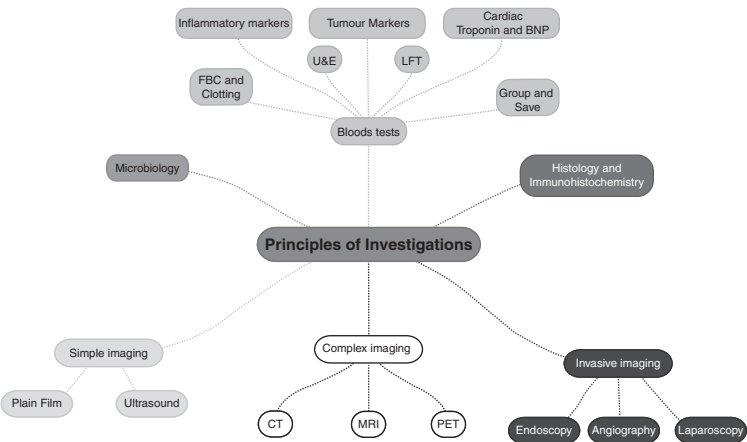 Inflammatory markers
Tumour Markers
Cardiac
Troponin and BNP
U&E
LFT
FBC and
Clotting
Group and
Save
Bloods tests
Microbiology
Histology and
Immunohistochemistry
Principles of Investigations
Simple imaging
Complex imaging
Invasive imaging
Plain Film
Ultrasound
CT
MRI
PET
Endoscopy
Angiography
Laparoscopy